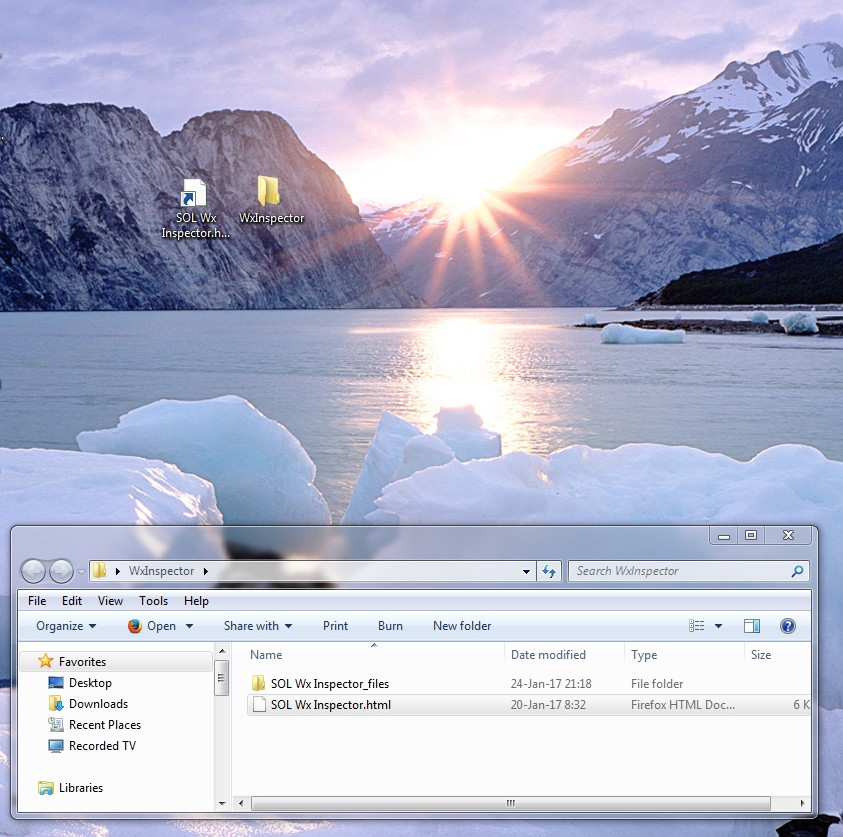 SOL Wx
Inspector.h...
WxInspector
WxInspector
Search WxInspector
File Edit View Tools Help
Organize Open Share with Print Burn New folder
Favorites
Desktop
Downloads
Recent Places
Recorded TV
Libraries
Name Date modified Type Size
SOL Wx Inspector_files 24-Jan-17 21:18 File folder
SOL Wx Inspector.html 20-Jan-17 8:32 Firefox HTML Doc... 6 K